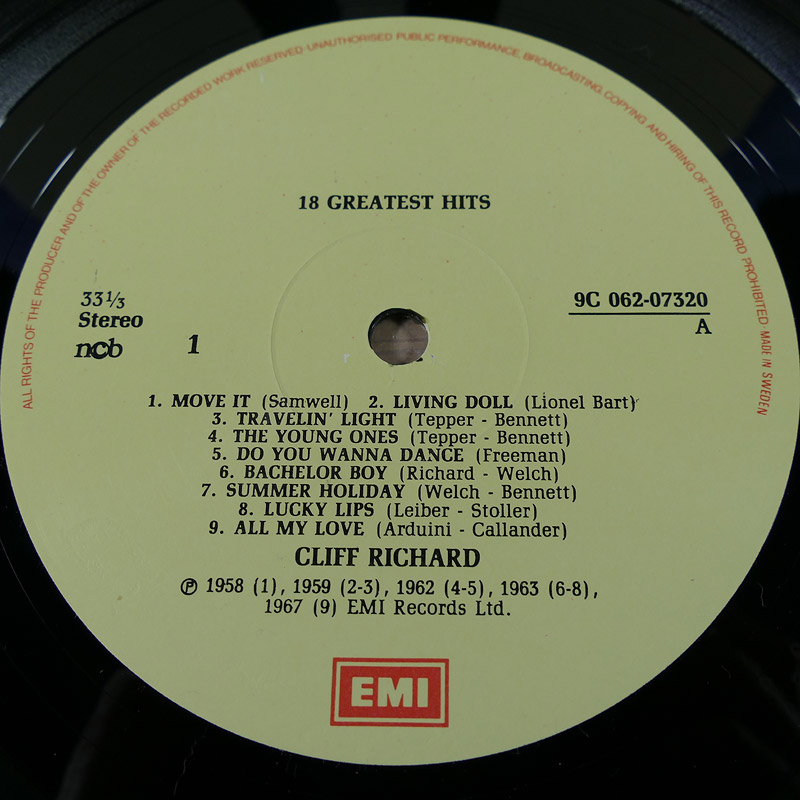 ALL RIGHTS OF THE PRODUCER AND OF THE OWNER OF THE RECORDED WORK RESERVED · UNAUTHORISED PUBLIC PERFORMANCE, BROADCASTING, COPYING AND HIRING OF THIS RECORD PROHIBITED · MADE IN SWEDEN
18 GREATEST HITS
33⅓
Stereo
ncb
1
9C 062-07320
A
1. MOVE IT (Samwell) 2. LIVING DOLL (Lionel Bart)
3. TRAVELIN' LIGHT (Tepper - Bennett)
4. THE YOUNG ONES (Tepper - Bennett)
5. DO YOU WANNA DANCE (Freeman)
6. BACHELOR BOY (Richard - Welch)
7. SUMMER HOLIDAY (Welch - Bennett)
8. LUCKY LIPS (Leiber - Stoller)
9. ALL MY LOVE (Arduini - Callander)
CLIFF RICHARD
℗ 1958 (1), 1959 (2-3), 1962 (4-5), 1963 (6-8),
1967 (9) EMI Records Ltd.
EMI